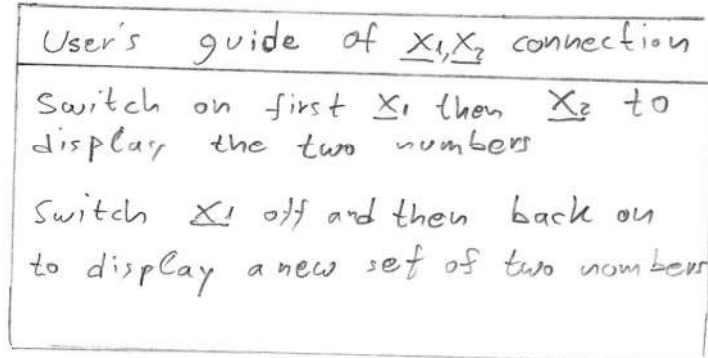 User's guide of X1,X2 connection
Switch on first X1 then X2 to
display the two numbers
Switch X1 off and then back on
to display a new set of two numbers